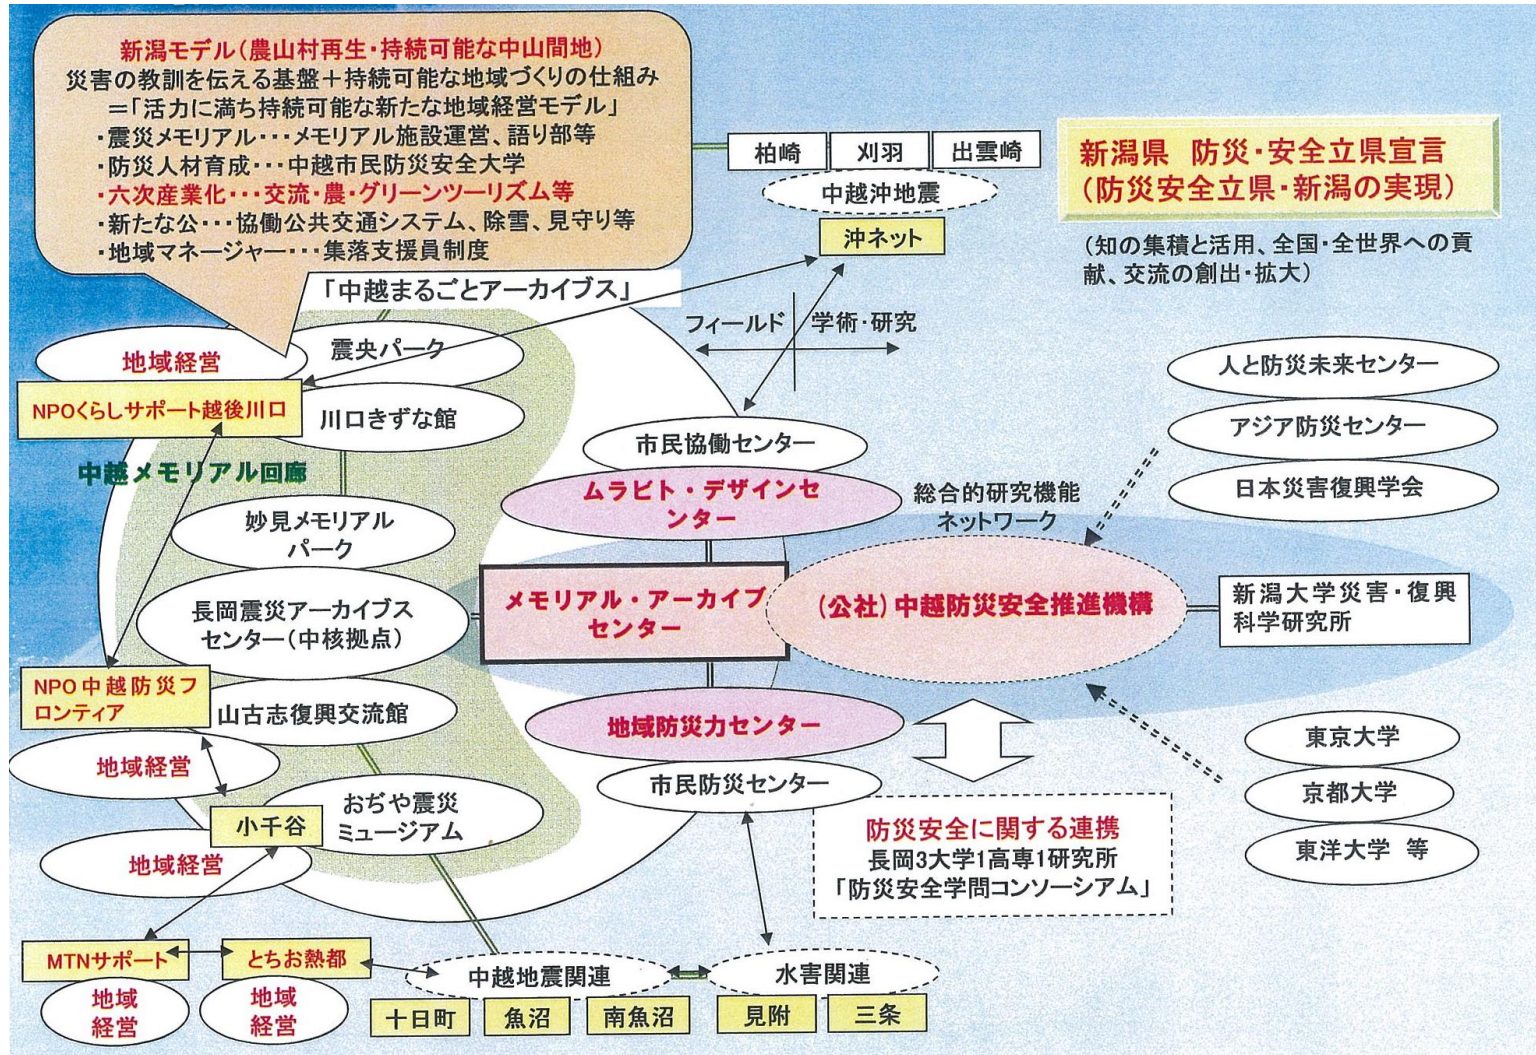 新潟モデル(農山村再生・持続可能な中山間地)
災害の教訓を伝える基盤＋持続可能な地域づくりの仕組み
＝「活力に満ち持続可能な新たな地域経営モデル」
・震災メモリアル・・・メモリアル施設運営、語り部等
・防災人材育成・・・中越市民防災安全大学
・六次産業化・・・交流・農・グリーンツーリズム等
・新たな公・・・協働公共交通システム、除雪、見守り等
・地域マネージャー・・・集落支援員制度
柏崎
刈羽
出雲崎
中越沖地震
沖ネット
新潟県 防災・安全立県宣言
(防災安全立県・新潟の実現)
(知の集積と活用、全国・全世界への貢
献、交流の創出・拡大)
「中越まるごとアーカイブス」
フィールド
学術・研究
地域経営
震央パーク
NPOくらしサポート越後川口
川口きずな館
中越メモリアル回廊
妙見メモリアル
パーク
長岡震災アーカイブス
センター(中核拠点)
NPO中越防災フ
ロンティア
山古志復興交流館
地域経営
小千谷
おぢや震災
ミュージアム
地域経営
MTNサポート
地域
経営
とちお熱都
地域
経営
市民協働センター
ムラビト・デザインセ
ンター
メモリアル・アーカイブ
センター
地域防災力センター
市民防災センター
総合的研究機能
ネットワーク
(公社)中越防災安全推進機構
人と防災未来センター
アジア防災センター
日本災害復興学会
新潟大学災害・復興
科学研究所
東京大学
京都大学
東洋大学 等
防災安全に関する連携
長岡3大学1高専1研究所
「防災安全学問コンソーシアム」
中越地震関連
十日町
魚沼
南魚沼
水害関連
見附
三条